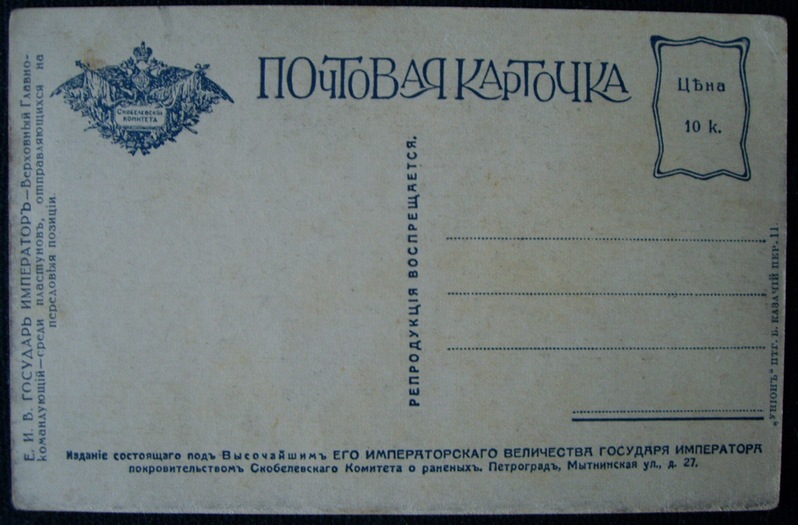 ПОЧТОВАЯ КАРТОЧКА
СКОБЕЛЕВСКІЙ
КОМИТЕТА
Цѣна
10 к.
Е. И. В. ГОСУДАРЬ ИМПЕРАТОРЪ—Верховный Главно-
командующій—среди пластуновъ, отправляющихся на
передовыя позиціи.
РЕПРОДУКЦІЯ ВОСПРЕЩАЕТСЯ.
„УНІОНЪ" ПТГ. Б. КАЗАЧІЙ ПЕР. 11.
Изданіе состоящаго подъ Высочайшимъ ЕГО ИМПЕРАТОРСКАГО ВЕЛИЧЕСТВА ГОСУДАРЯ ИМПЕРАТОРА
покровительствомъ Скобелевскаго Комитета о раненыхъ. Петроградъ, Мытнинская ул., д. 27.